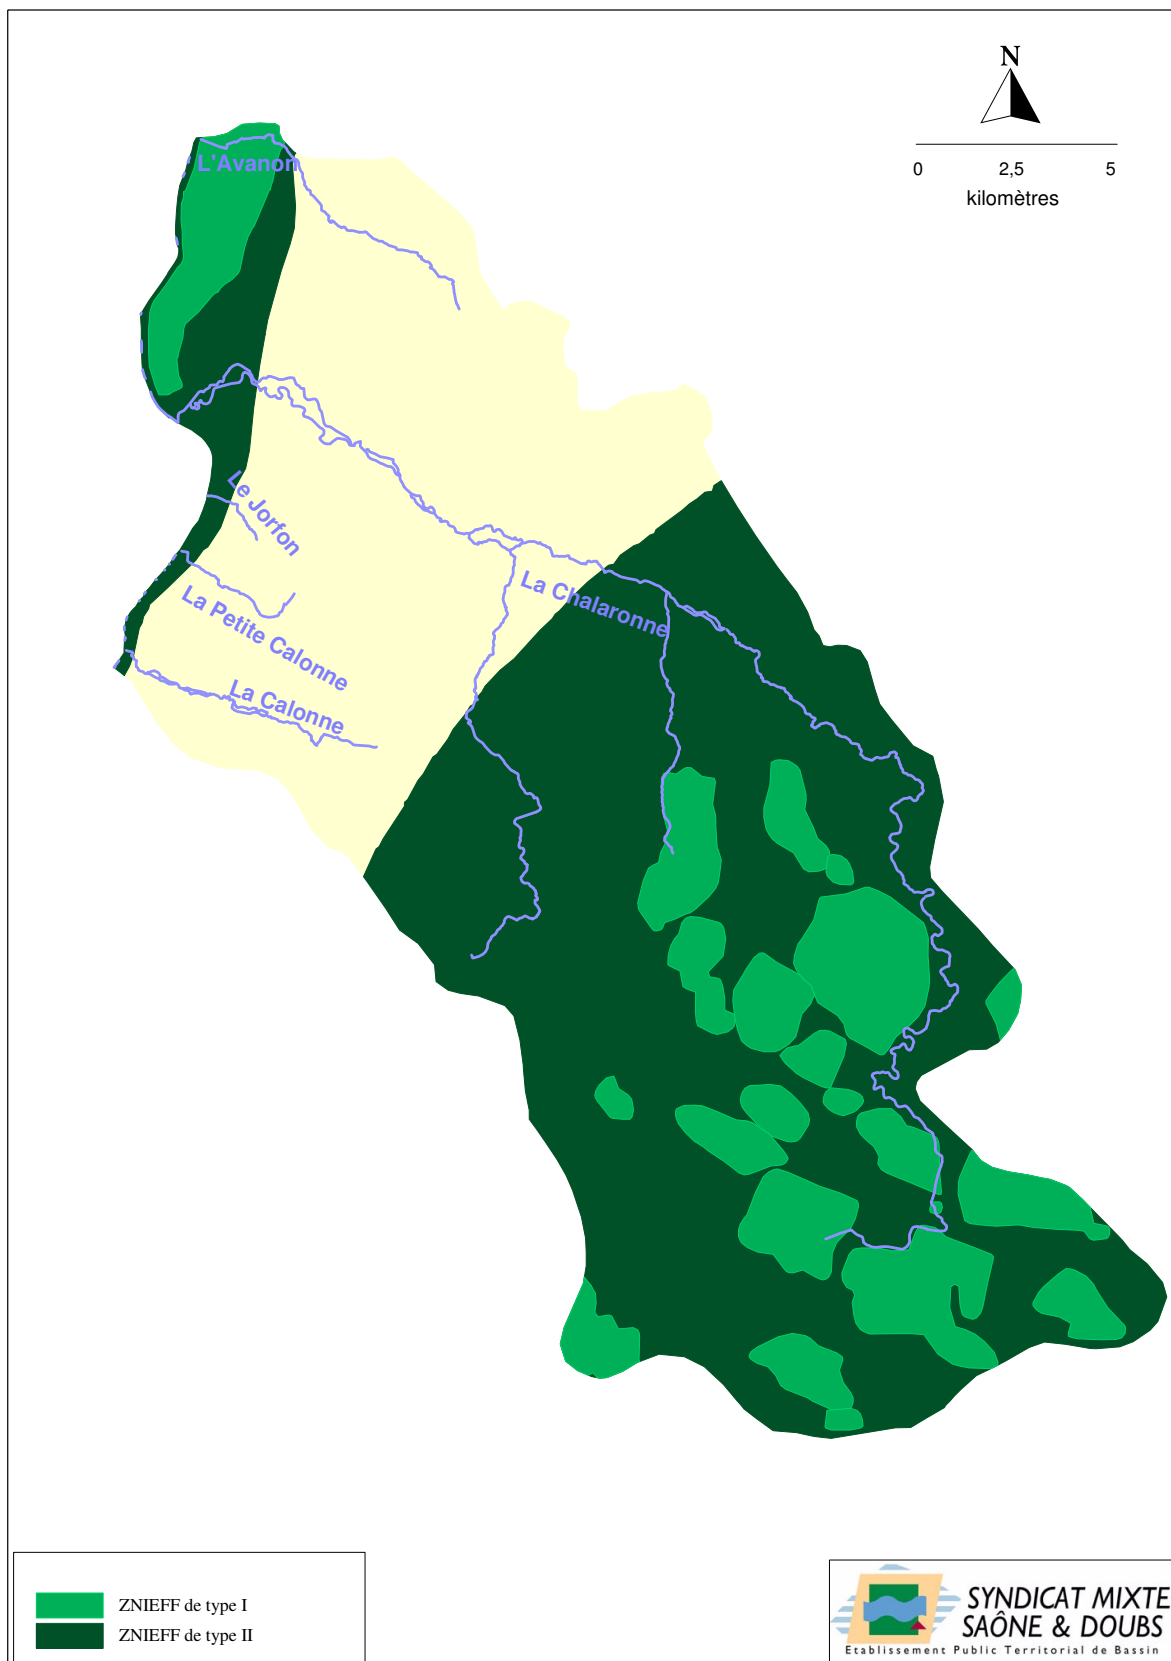 N
0 2,5 5
kilomètres
L'Avanon
Le Jorfon
La Chalaronne
La Petite Calonne
La Calonne
ZNIEFF de type I
ZNIEFF de type II
SYNDICAT MIXTE
SAÔNE & DOUBS
Etablissement Public Territorial de Bassin